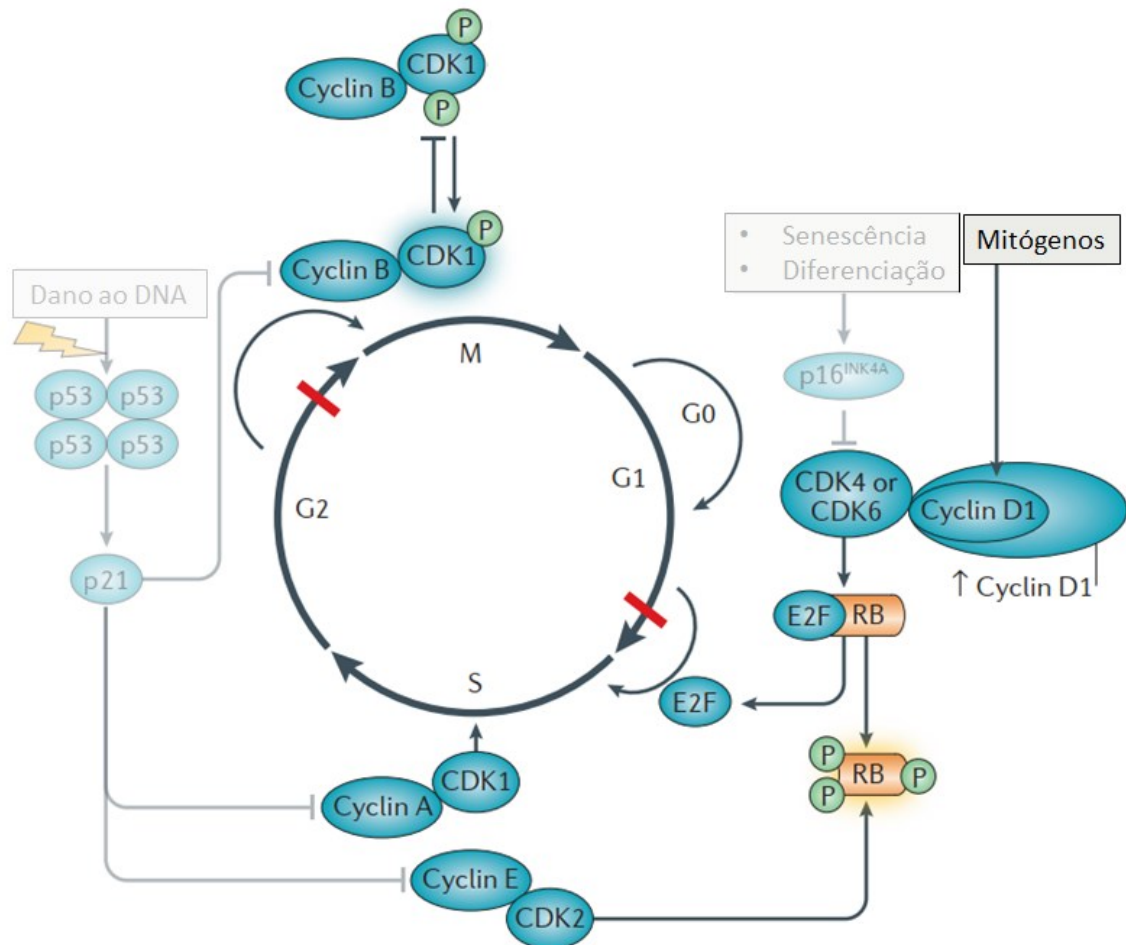 P
CDK1
Cyclin B
P
P
CDK1
Cyclin B
• Senescência
• Diferenciação
Mitógenos
Dano ao DNA
p53 p53
p53 p53
p21
M
G0
G1
G2
S
p16INK4A
CDK4 or
CDK6
Cyclin D1
↑ Cyclin D1
E2F RB
E2F
P
RB P
P
CDK1
Cyclin A
Cyclin E
CDK2